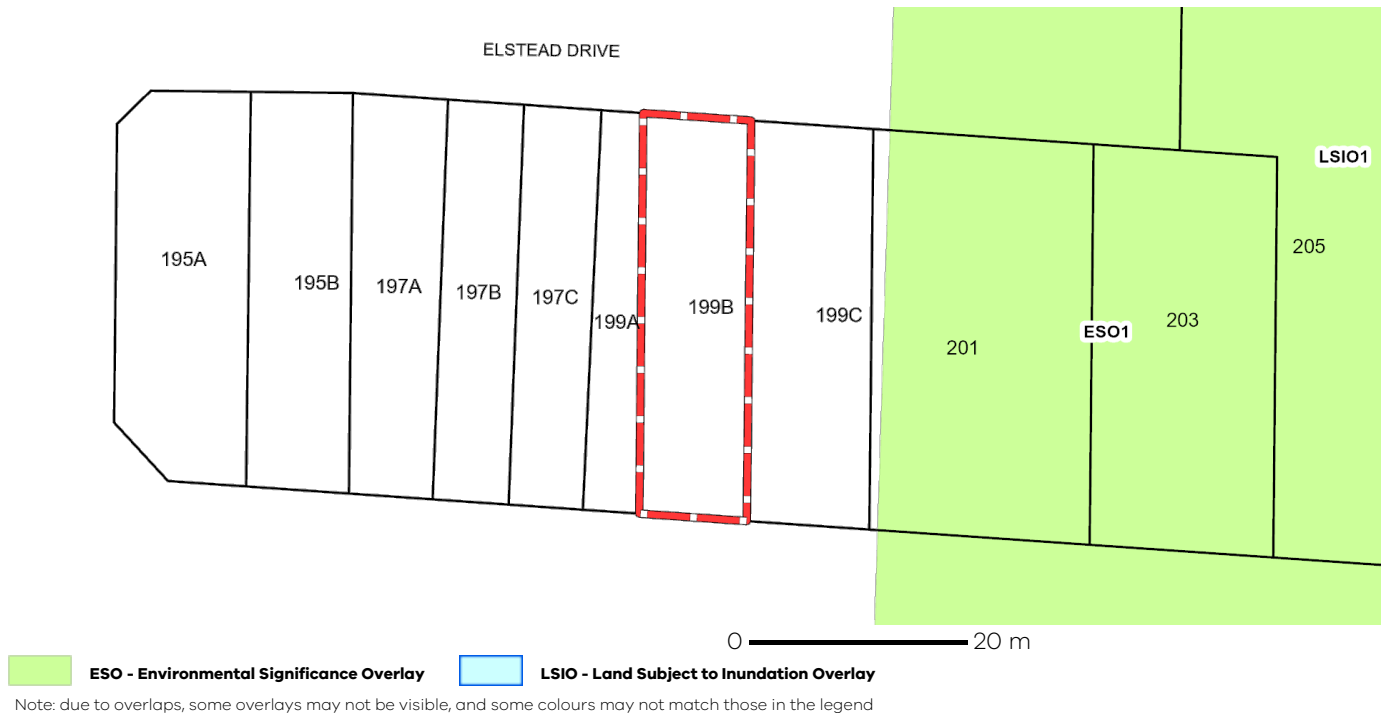 ELSTEAD DRIVE
LSIO1
205
195A
195B
197A
197B
197C
199A
199B
199C
201
ESO1
203
0 20 m
ESO - Environmental Significance Overlay LSIO - Land Subject to Inundation Overlay
Note: due to overlaps, some overlays may not be visible, and some colours may not match those in the legend